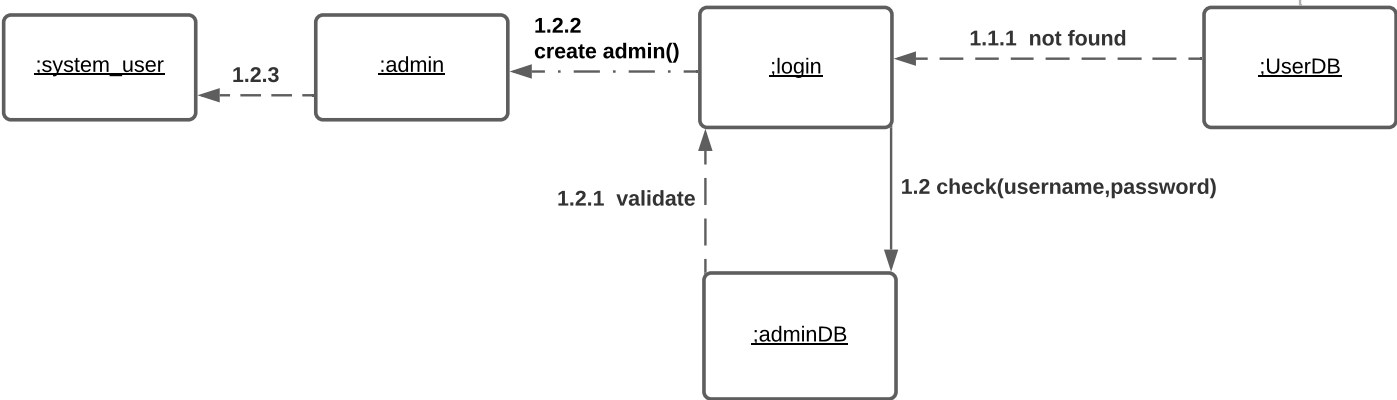 1.2.2
create admin()
1.1.1 not found
:system_user
1.2.3
:admin
;login
;UserDB
1.2.1 validate
1.2 check(username,password)
;adminDB